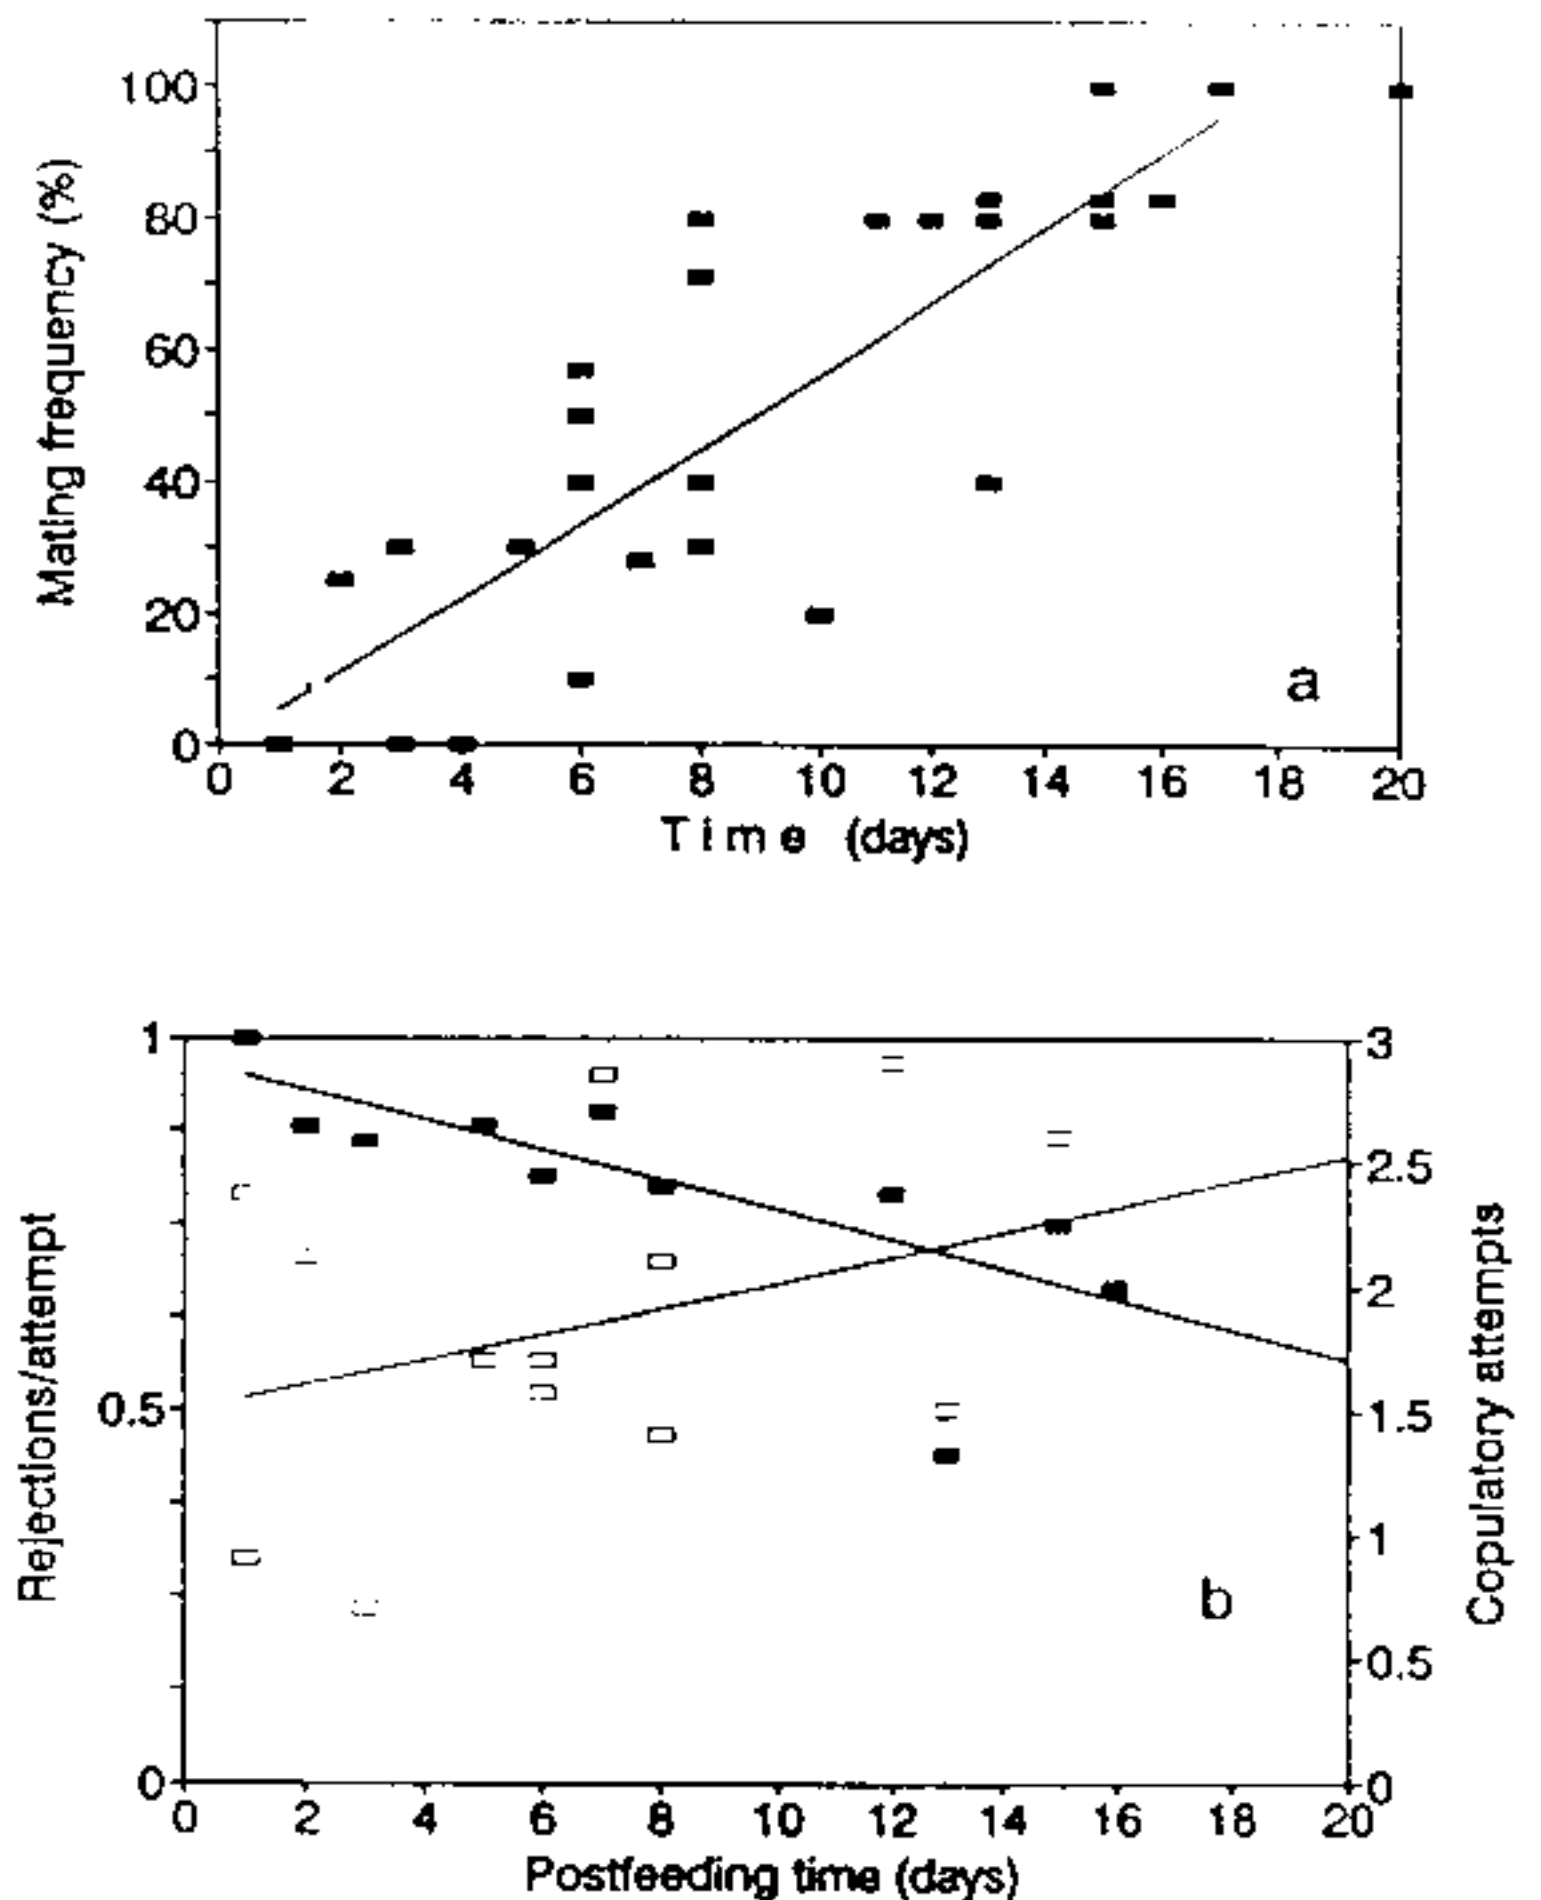 Mating frequency (%)
100
80
60
40
20
0
0 2 4 6 8 10 12 14 16 18 20
Time (days)
a
Rejections/attempt
1
0.5
0
Copulatory attempts
3
2.5
2
1.5
1
0.5
0
b
0 2 4 6 8 10 12 14 16 18 20
Postfeeding time (days)